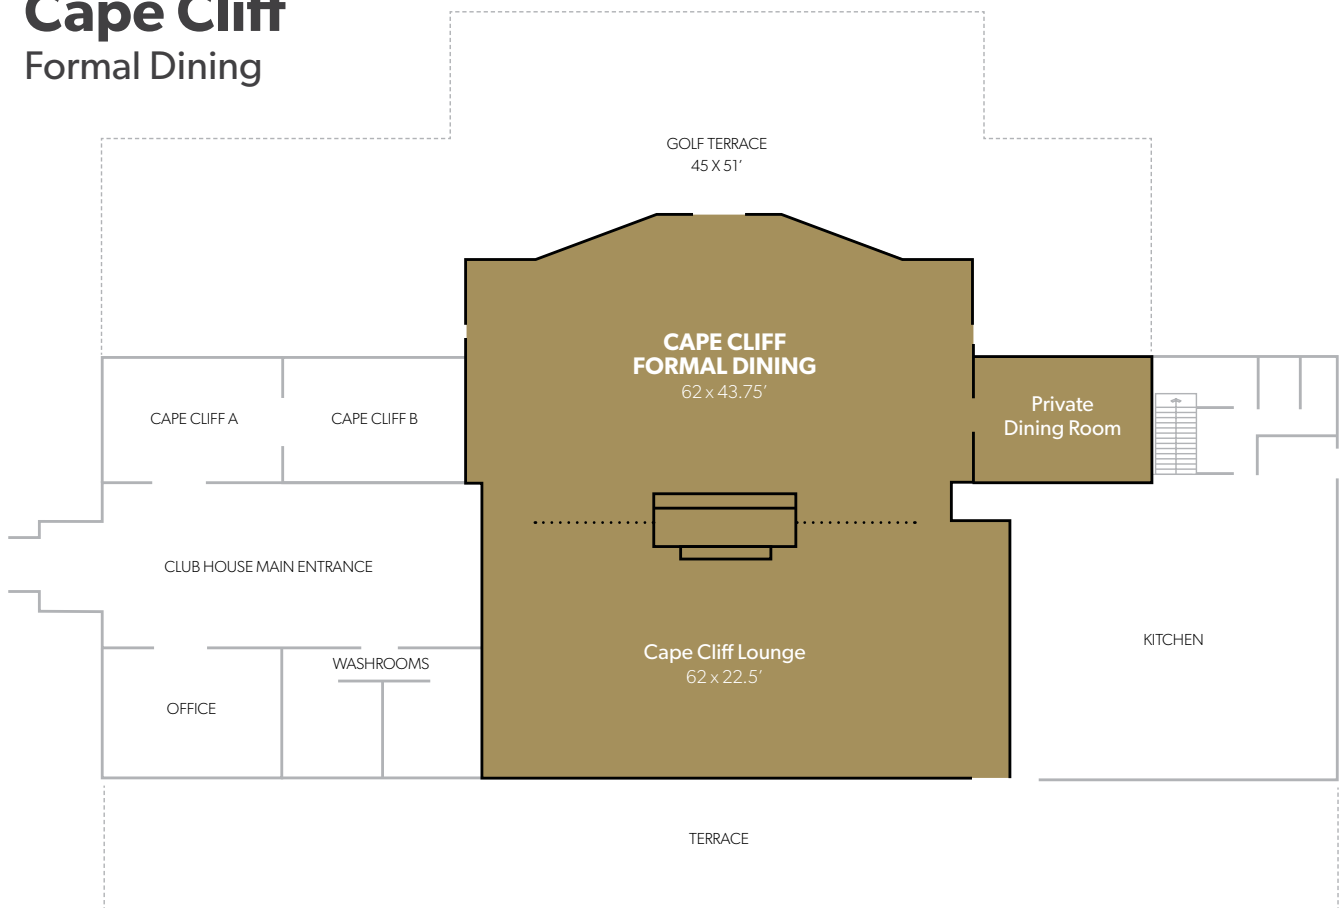 Cape Cliff
Formal Dining
GOLF TERRACE
45 X 51'
CAPE CLIFF
FORMAL DINING
62 x 43.75'
CAPE CLIFF A
CAPE CLIFF B
Private
Dining Room
CLUB HOUSE MAIN ENTRANCE
KITCHEN
Cape Cliff Lounge
62 x 22.5'
WASHROOMS
OFFICE
TERRACE